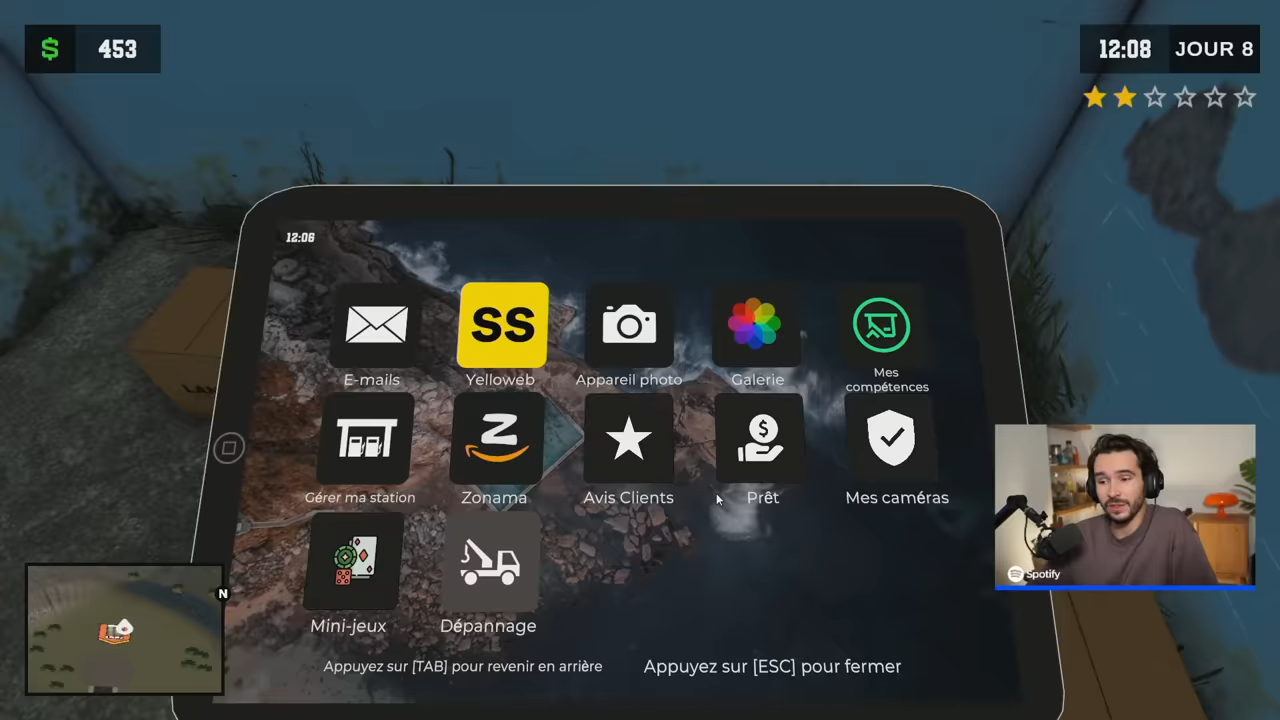 $ 453
12:08 JOUR 8
12:06
E-mails
SS
Yelloweb
Appareil photo
Galerie
Mes
compétences
Gérer ma station
Z
Zonama
Avis Clients
$
Prêt
Mes caméras
Mini-jeux
Dépannage
Appuyez sur [TAB] pour revenir en arrière
Appuyez sur [ESC] pour fermer
N
Spotify